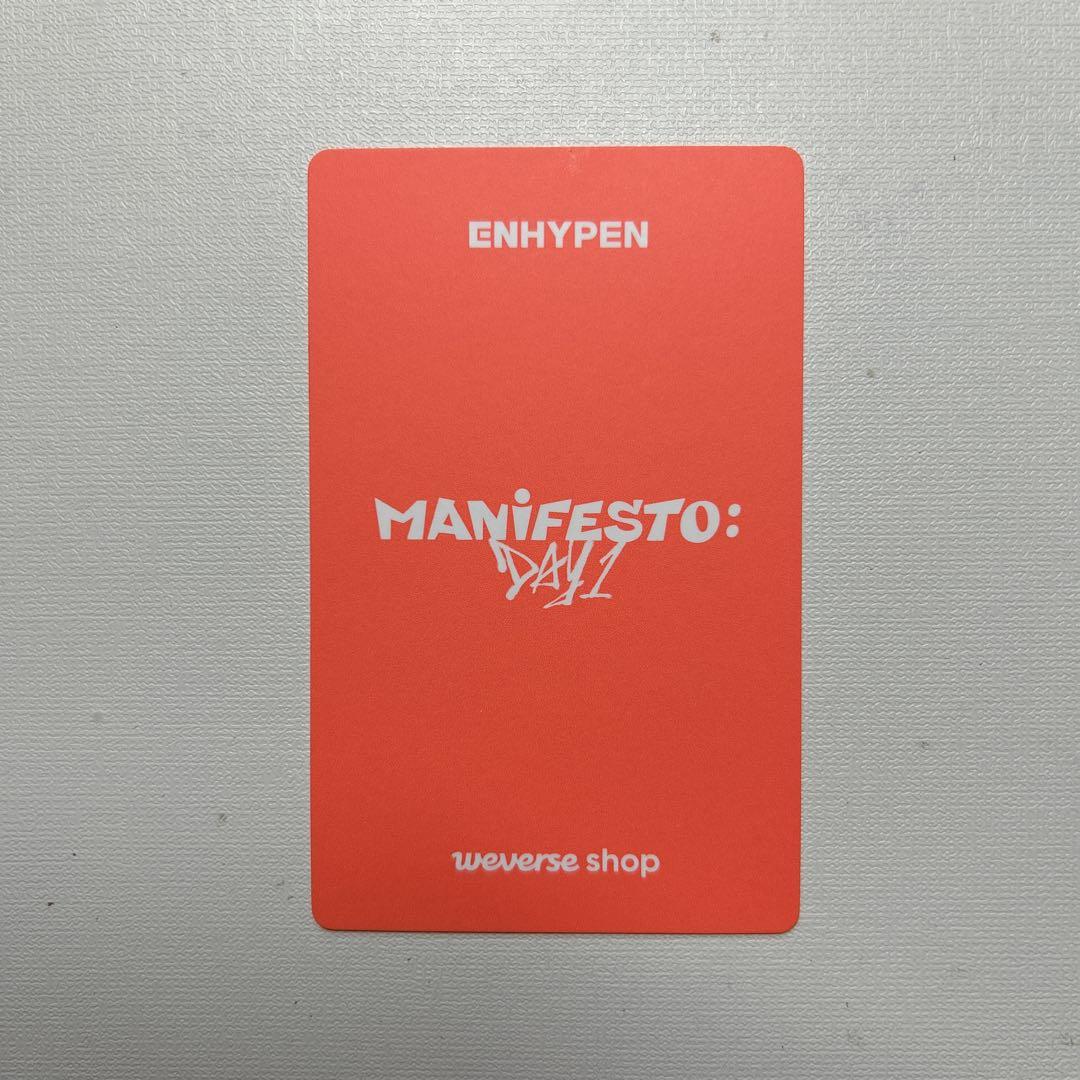 ENHYPEN
MANiFESTO:
DAY1
weverse shop